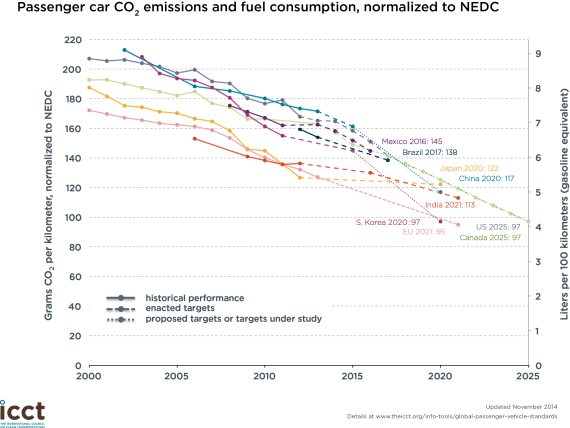 Passenger car CO2 emissions and fuel consumption, normalized to NEDC
Grams CO2 per kilometer, normalized to NEDC
220
200
180
160
140
120
100
80
60
40
20
0
2000
2005
2010
2015
2020
2025
9
8
7
6
5
4
3
2
1
0
Liters per 100 kilometers (gasoline equivalent)
Mexico 2016: 145
Brazil 2017: 138
Japan 2020: 122
China 2020: 117
India 2021: 113
S. Korea 2020: 97
EU 2021: 95
US 2025: 97
Canada 2025: 97
historical performance
enacted targets
proposed targets or targets under study
icct
THE INTERNATIONAL COUNCIL
ON CLEAN TRANSPORTATION
Updated November 2014
Details at www.theicct.org/info-tools/global-passenger-vehicle-standards